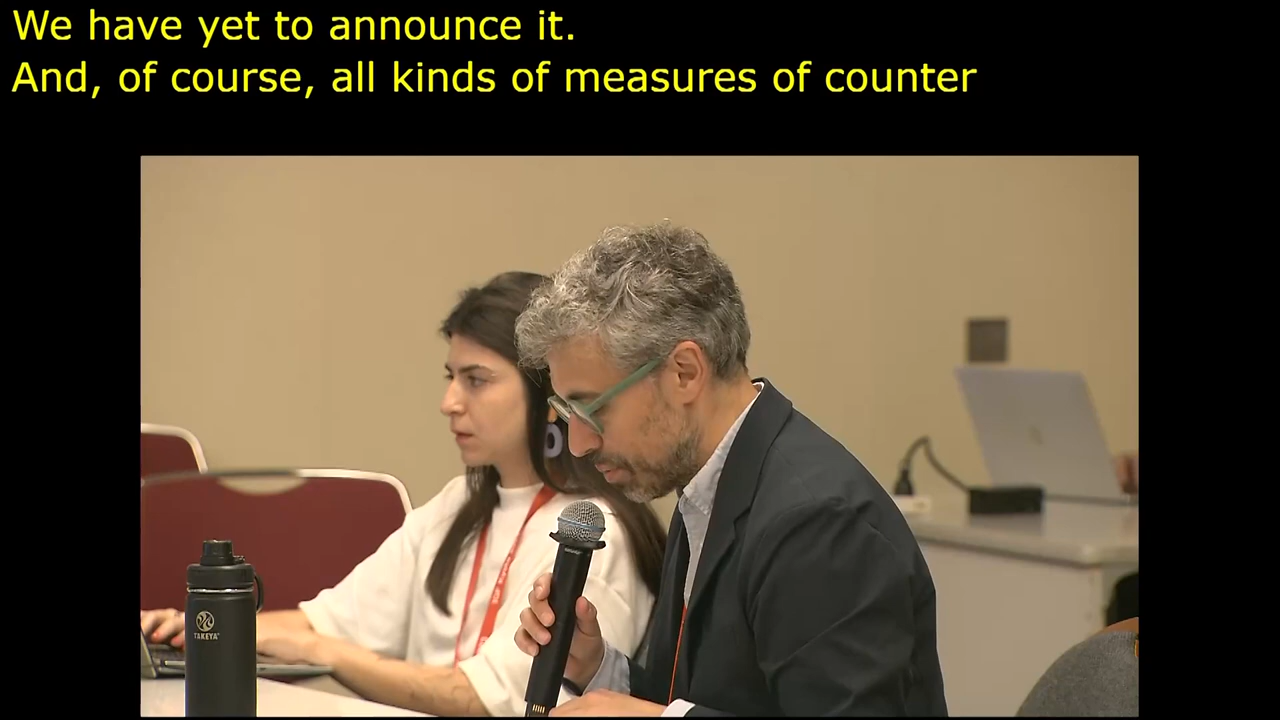 We have yet to announce it.
And, of course, all kinds of measures of counter
TAKEYA